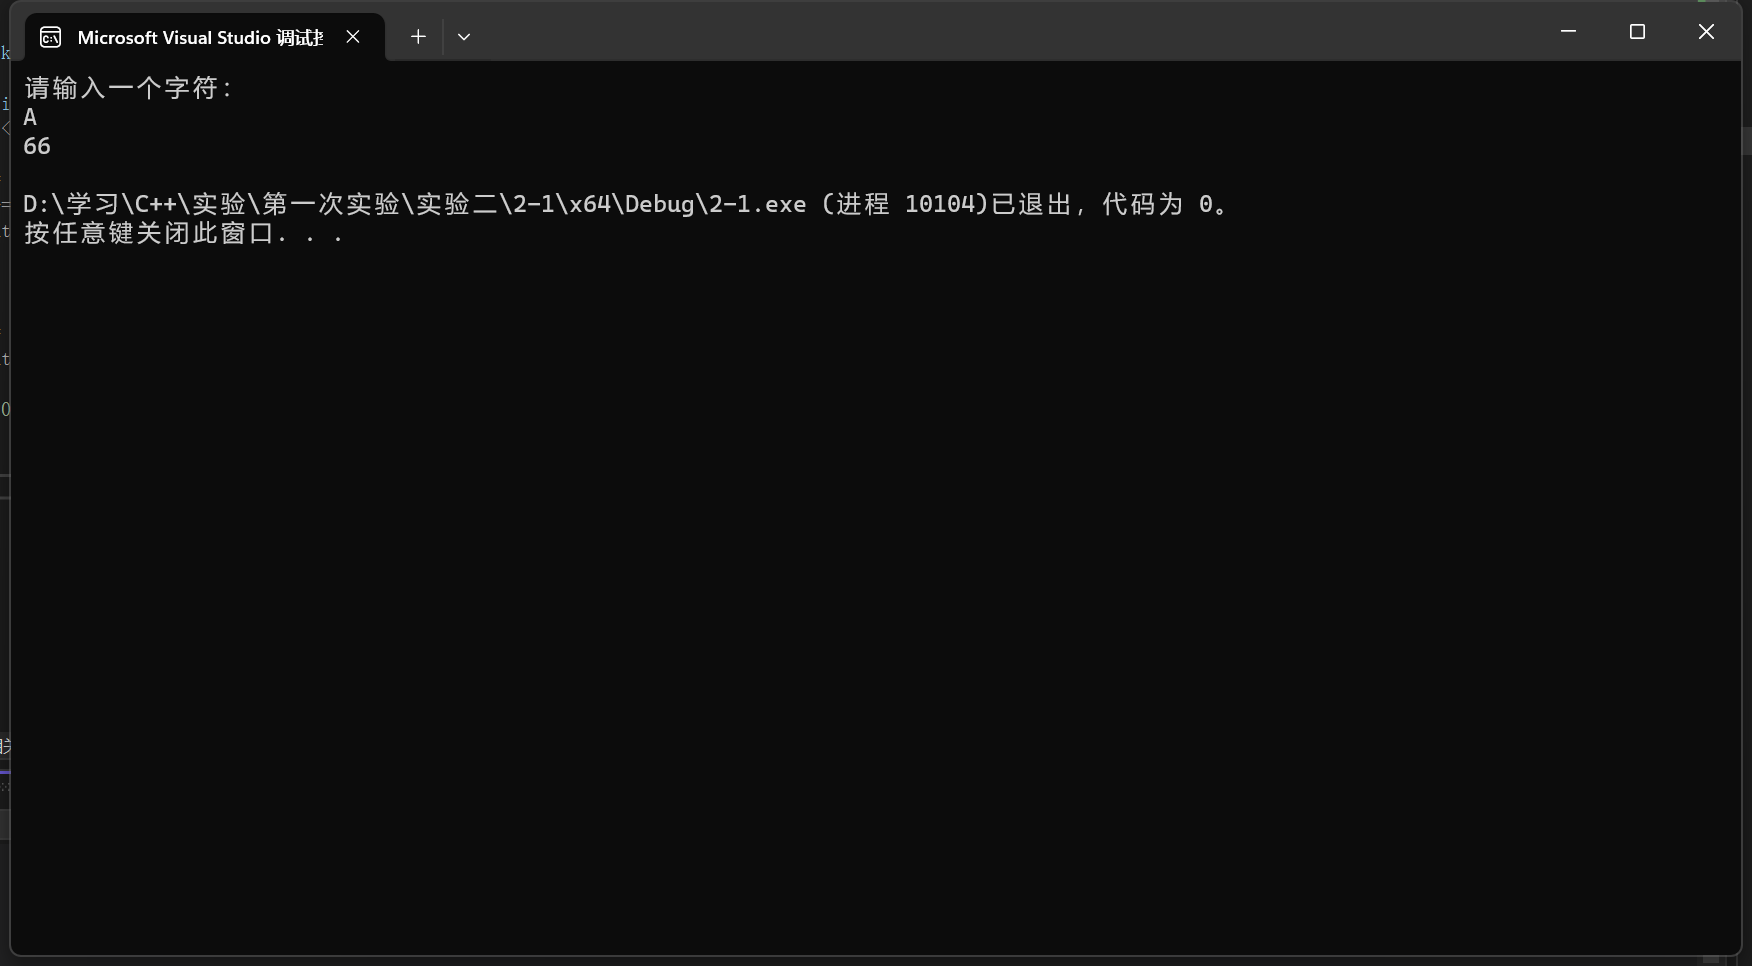 Microsoft Visual Studio 调试
请输入一个字符:
A
66
D:\学习\C++\实验\第一次实验\实验二\2-1\x64\Debug\2-1.exe (进程 10104)已退出，代码为 0。
按任意键关闭此窗口. . .